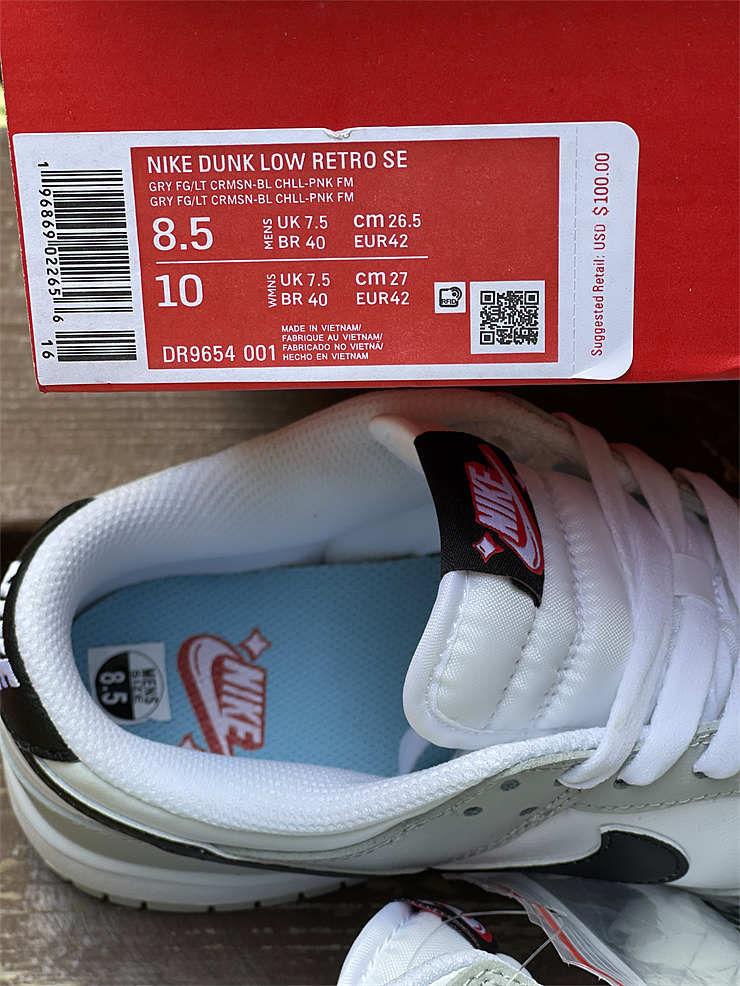 NIKE DUNK LOW RETRO SE
GRY FG/LT CRMSN-BL CHLL-PNK FM
GRY FG/LT CRMSN-BL CHLL-PNK FM
8.5 MENS UK 7.5 cm 26.5
BR 40 EUR42
10 WMNS UK 7.5 cm 27
BR 40 EUR42
RFID
MADE IN VIETNAM/
FABRIQUE AU VIETNAM/
FABRICADO NO VIETNÃ/
HECHO EN VIETNAM
DR9654 001
1 96869 02265 6 16
Suggested Retail: USD $100.00
NIKE
MENS
SIZE
8.5
NIKE